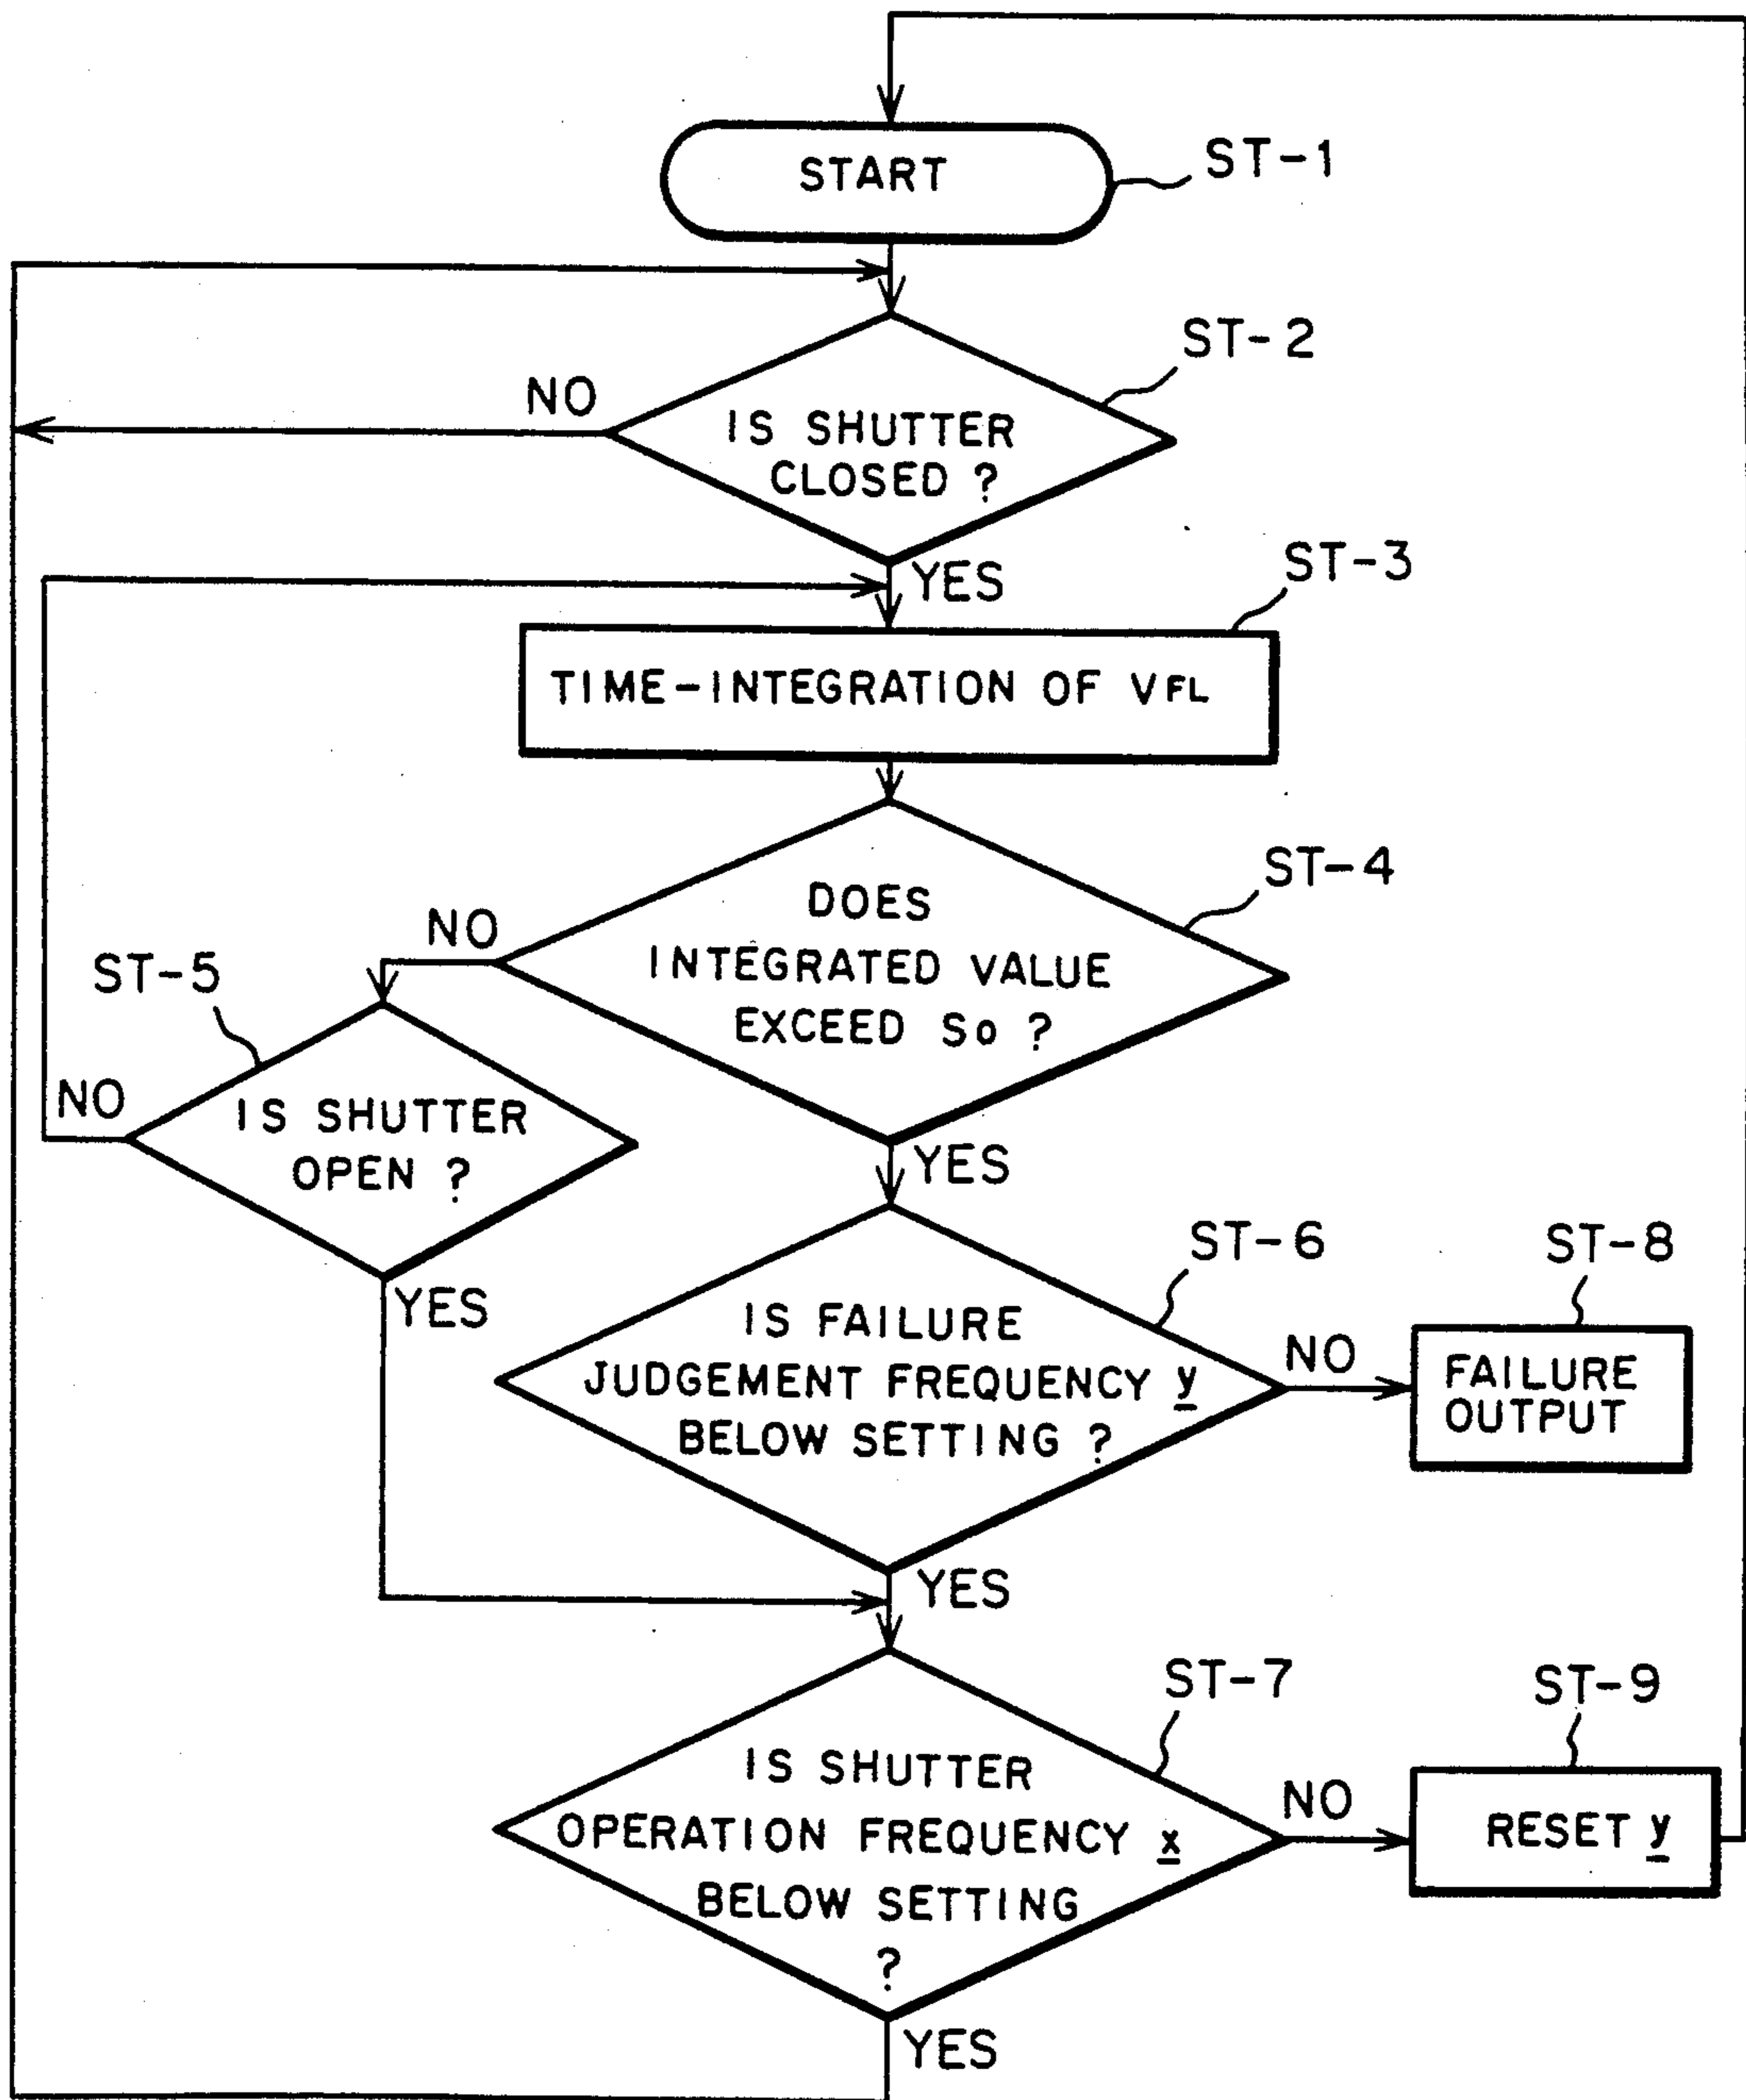 START
ST-1
ST-2
NO
IS SHUTTER
CLOSED ?
YES
ST-3
TIME-INTEGRATION OF VFL
ST-4
DOES
INTEGRATED VALUE
EXCEED So ?
NO
ST-5
NO
IS SHUTTER
OPEN ?
YES
YES
ST-6
IS FAILURE
JUDGEMENT FREQUENCY y
BELOW SETTING ?
NO
ST-8
FAILURE
OUTPUT
YES
ST-7
IS SHUTTER
OPERATION FREQUENCY x
BELOW SETTING
?
NO
ST-9
RESET y
YES